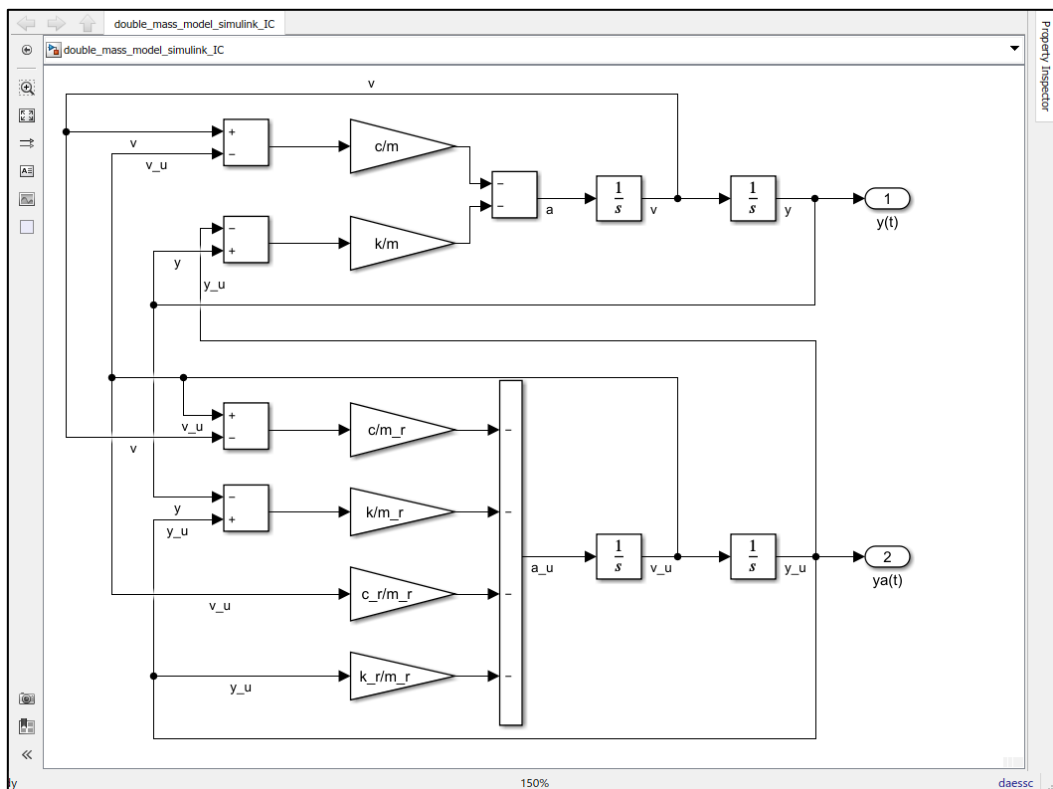 double_mass_model_simulink_IC
double_mass_model_simulink_IC
Property Inspector
v
+
−
v
v_u
c/m
−
−
a
1
s
v
1
s
y
1
y(t)
−
+
y
y_u
k/m
+
−
v_u
v
c/m_r
−
−
+
y
y_u
k/m_r
−
a_u
1
s
v_u
1
s
y_u
2
ya(t)
v_u
c_r/m_r
−
y_u
k_r/m_r
−
150%
daessc